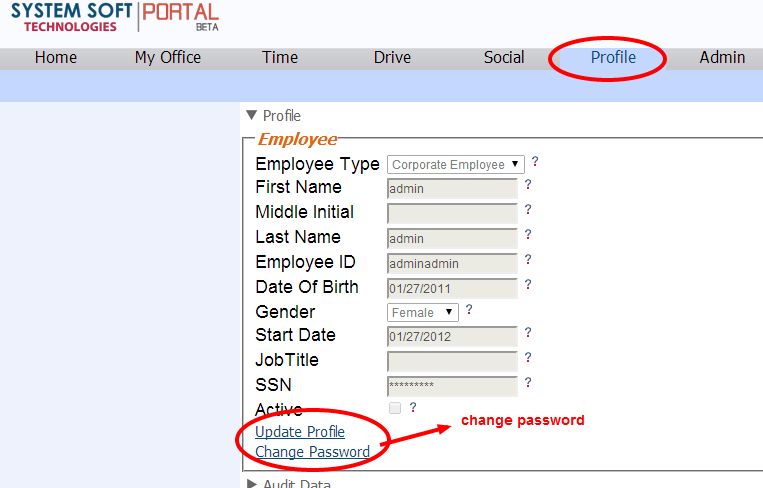 SYSTEM SOFT PORTAL
TECHNOLOGIES BETA
Home My Office Time Drive Social Profile Admin
▼ Profile
Employee
Employee Type Corporate Employee ▼ ?
First Name admin ?
Middle Initial ?
Last Name admin ?
Employee ID adminadmin ?
Date Of Birth 01/27/2011 ?
Gender Female ▼ ?
Start Date 01/27/2012 ?
JobTitle ?
SSN ********* ?
Active ?
change password
Update Profile
Change Password
▶ Audit Data